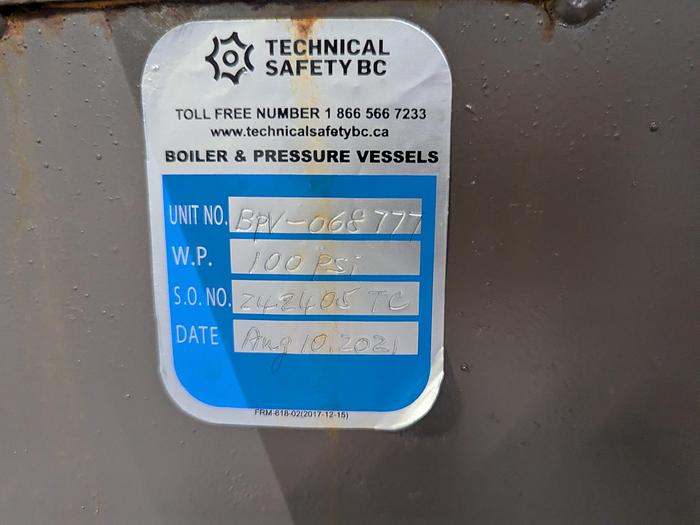 TECHNICAL
SAFETY BC
TOLL FREE NUMBER 1 866 566 7233
www.technicalsafetybc.ca
BOILER & PRESSURE VESSELS
UNIT NO. BPV-068777
W.P. 100 psi
S.O. NO. 242405 TC
DATE Aug 10, 2021
FRM-818-02(2017-12-15)